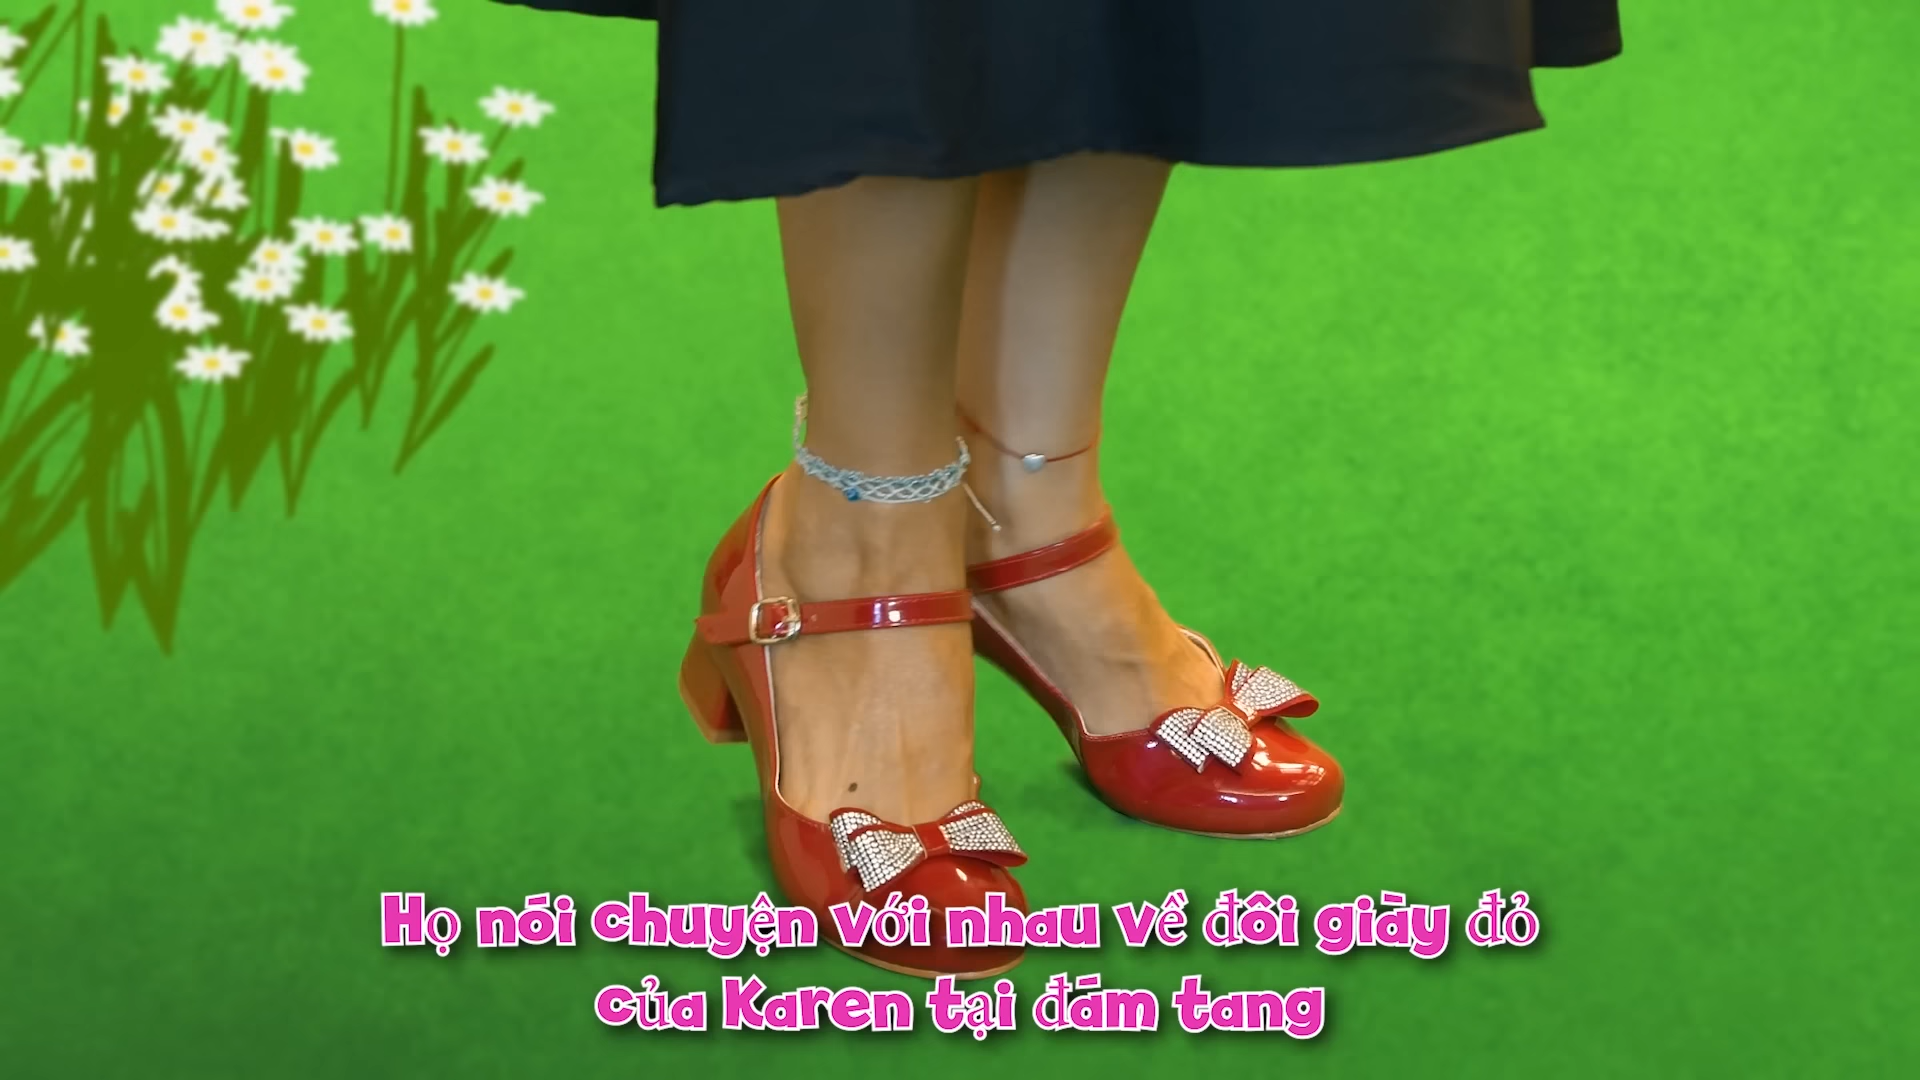 Họ nói chuyện với nhau về đôi giày đỏ
của Karen tại đám tang